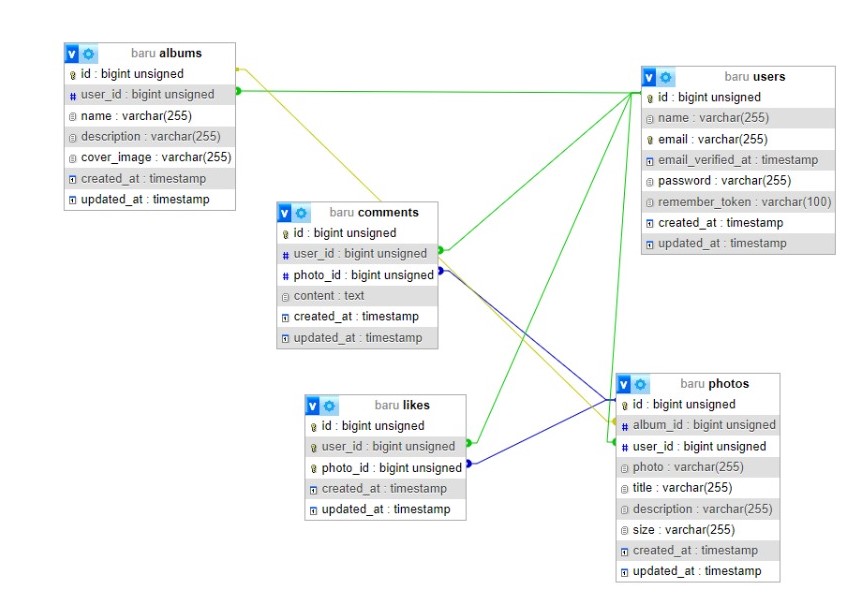 baru albums
id : bigint unsigned
# user_id : bigint unsigned
name : varchar(255)
description : varchar(255)
cover_image : varchar(255)
created_at : timestamp
updated_at : timestamp
baru users
id : bigint unsigned
name : varchar(255)
email : varchar(255)
email_verified_at : timestamp
password : varchar(255)
remember_token : varchar(100)
created_at : timestamp
updated_at : timestamp
baru comments
id : bigint unsigned
# user_id : bigint unsigned
# photo_id : bigint unsigned
content : text
created_at : timestamp
updated_at : timestamp
baru likes
id : bigint unsigned
user_id : bigint unsigned
photo_id : bigint unsigned
created_at : timestamp
updated_at : timestamp
baru photos
id : bigint unsigned
# album_id : bigint unsigned
# user_id : bigint unsigned
photo : varchar(255)
title : varchar(255)
description : varchar(255)
size : varchar(255)
created_at : timestamp
updated_at : timestamp